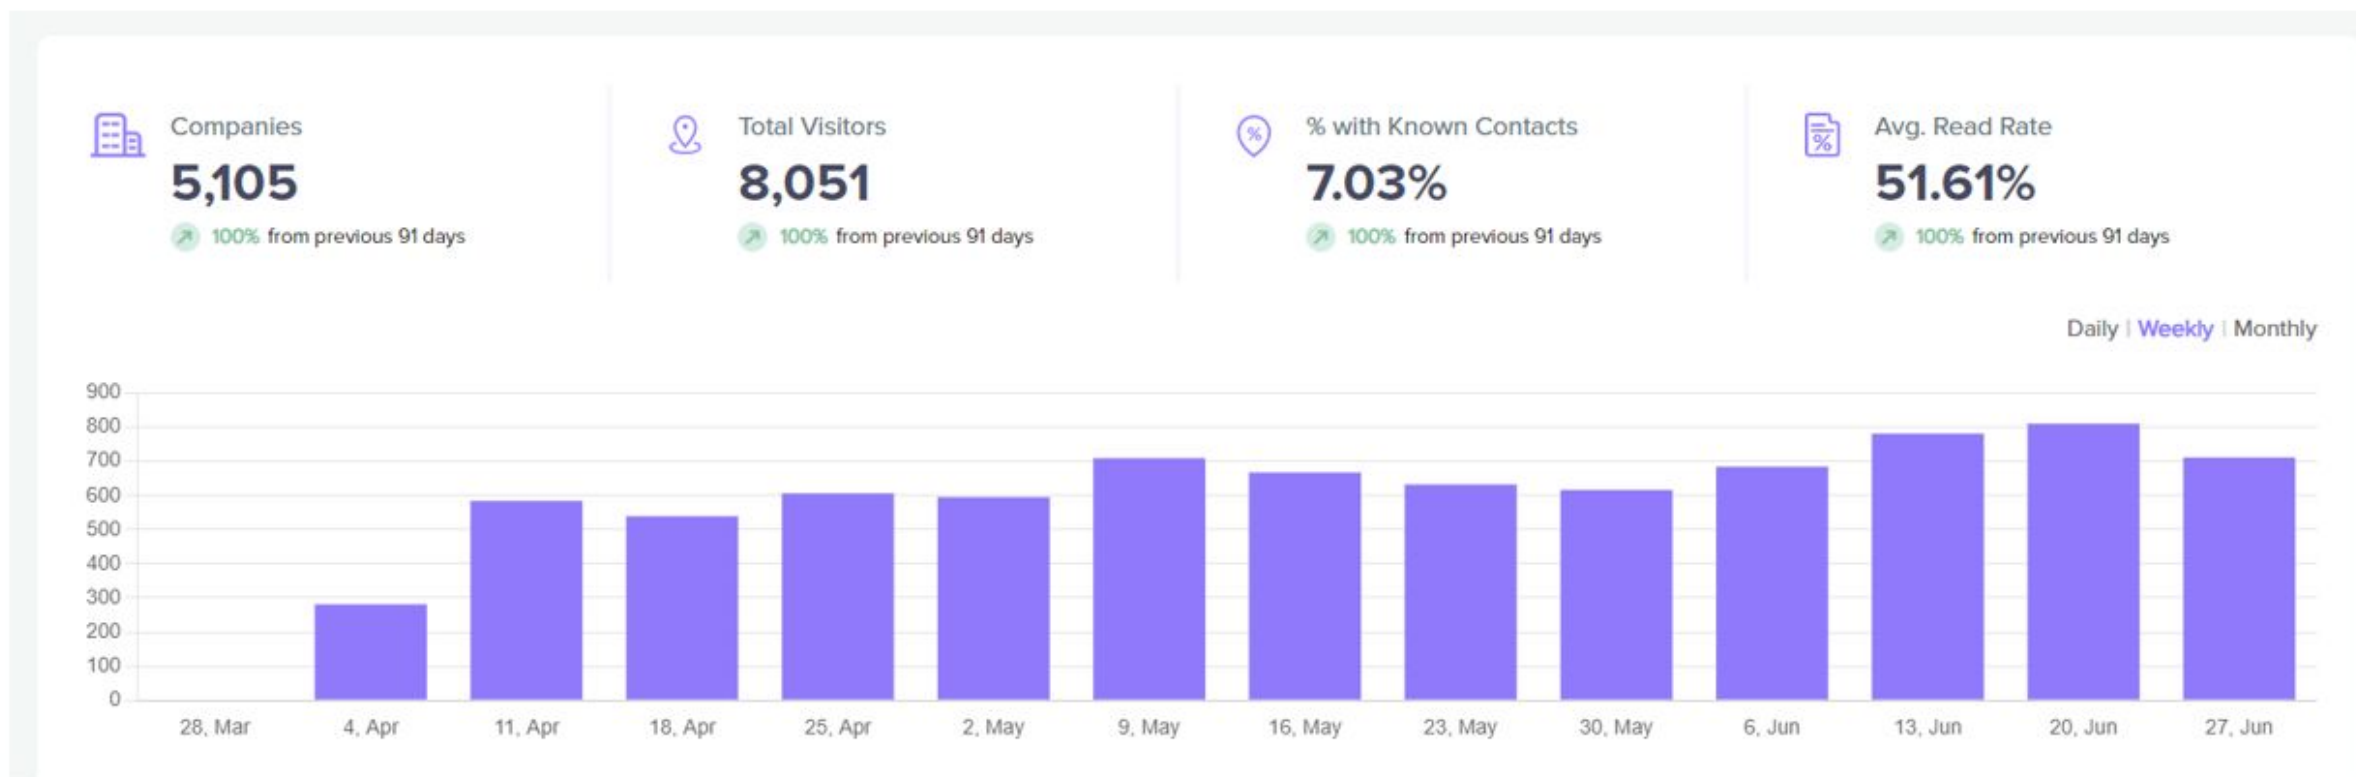 Companies
5,105
100% from previous 91 days
Total Visitors
8,051
100% from previous 91 days
% with Known Contacts
7.03%
100% from previous 91 days
Avg. Read Rate
51.61%
100% from previous 91 days
Daily | Weekly | Monthly
900
800
700
600
500
400
300
200
100
0
28, Mar
4, Apr
11, Apr
18, Apr
25, Apr
2, May
9, May
16, May
23, May
30, May
6, Jun
13, Jun
20, Jun
27, Jun